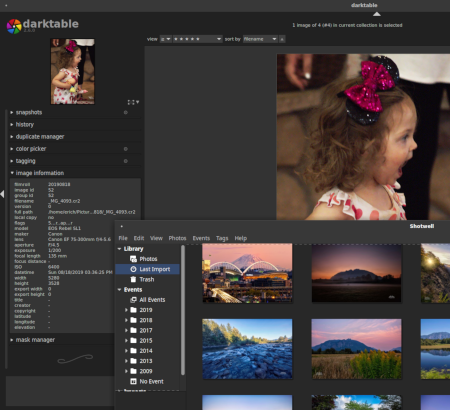 darktable
darktable
1 image of 4 (#4) in current collection is selected
view
sort by filename
snapshots
history
duplicate manager
color picker
tagging
image information
filmroll 20190818
image id 52
group id 52
filename _MG_4093.cr2
version 0
full path /home/erich/Pictur...818/_MG_4093.cr2
local copy no
model EOS Rebel SL1
maker Canon
lens Canon EF 75-300mm f/4-5.6
aperture
exposure 1/200
focal length 135 mm
focus distance -
ISO 6400
datetime Sun 08/18/2019 03:36:25 PM
width 5280
height 3528
export width 0
export height 0
title -
creator -
copyright -
latitude -
longitude -
elevation -
mask manager
Shotwell
File Edit View Photos Events Tags Help
Library
Photos
Last Import
Trash
Events
All Events
2019
2018
2017
2015
2014
2013
2009
No Event